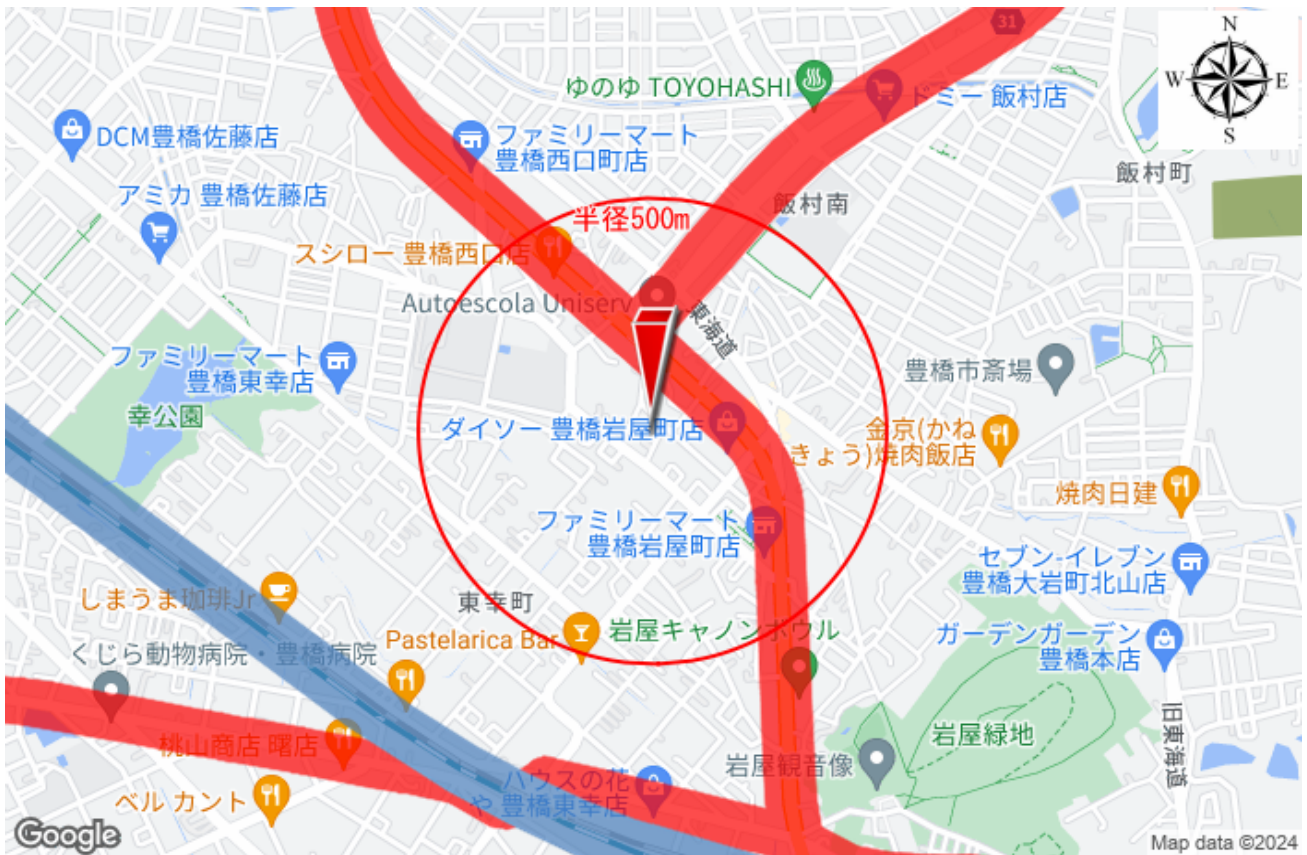 31
N
W
E
S
ゆのゆ TOYOHASHI
ドミー 飯村店
DCM豊橋佐藤店
ファミリーマート
豊橋西口町店
飯村町
アミカ 豊橋佐藤店
飯村南
半径500m
スシロー 豊橋西口店
Autoescola Uniserv
東海道
ファミリーマート
豊橋東幸店
豊橋市斎場
幸公園
ダイソー 豊橋岩屋町店
金京(かね
きょう)焼肉飯店
焼肉日建
ファミリーマート
豊橋岩屋町店
セブン-イレブン
豊橋大岩町北山店
しまうま珈琲Jr
東幸町
Pastelarica Bar
岩屋キャノンボウル
ガーデンガーデン
豊橋本店
くじら動物病院・豊橋病院
旧東海道
桃山商店 曙店
岩屋緑地
岩屋観音像
ハウスの花
や 豊橋東幸店
ベル カント
Google
Map data ©2024